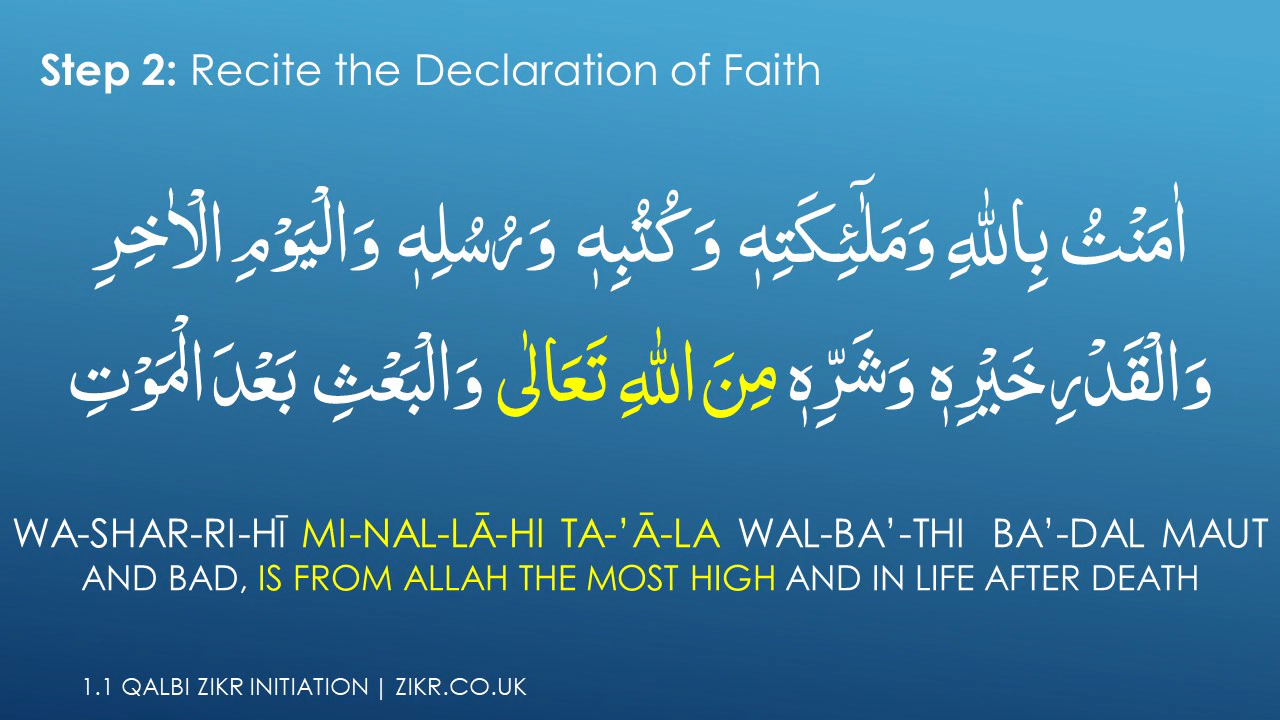 Step 2: Recite the Declaration of Faith
اٰمَنْتُ بِاللّٰهِ وَمَلٰٓئِكَتِهٖ وَكُتُبِهٖ وَرُسُلِهٖ وَالْيَوْمِ الْاٰخِرِ
وَالْقَدْرِ خَيْرِهٖ وَشَرِّهٖ مِنَ اللّٰهِ تَعَالٰى وَالْبَعْثِ بَعْدَ الْمَوْتِ
WA-SHAR-RI-HĪ MI-NAL-LĀ-HI TA-’Ā-LA WAL-BA’-THI BA’-DAL MAUT
AND BAD, IS FROM ALLAH THE MOST HIGH AND IN LIFE AFTER DEATH
1.1 QALBI ZIKR INITIATION | ZIKR.CO.UK